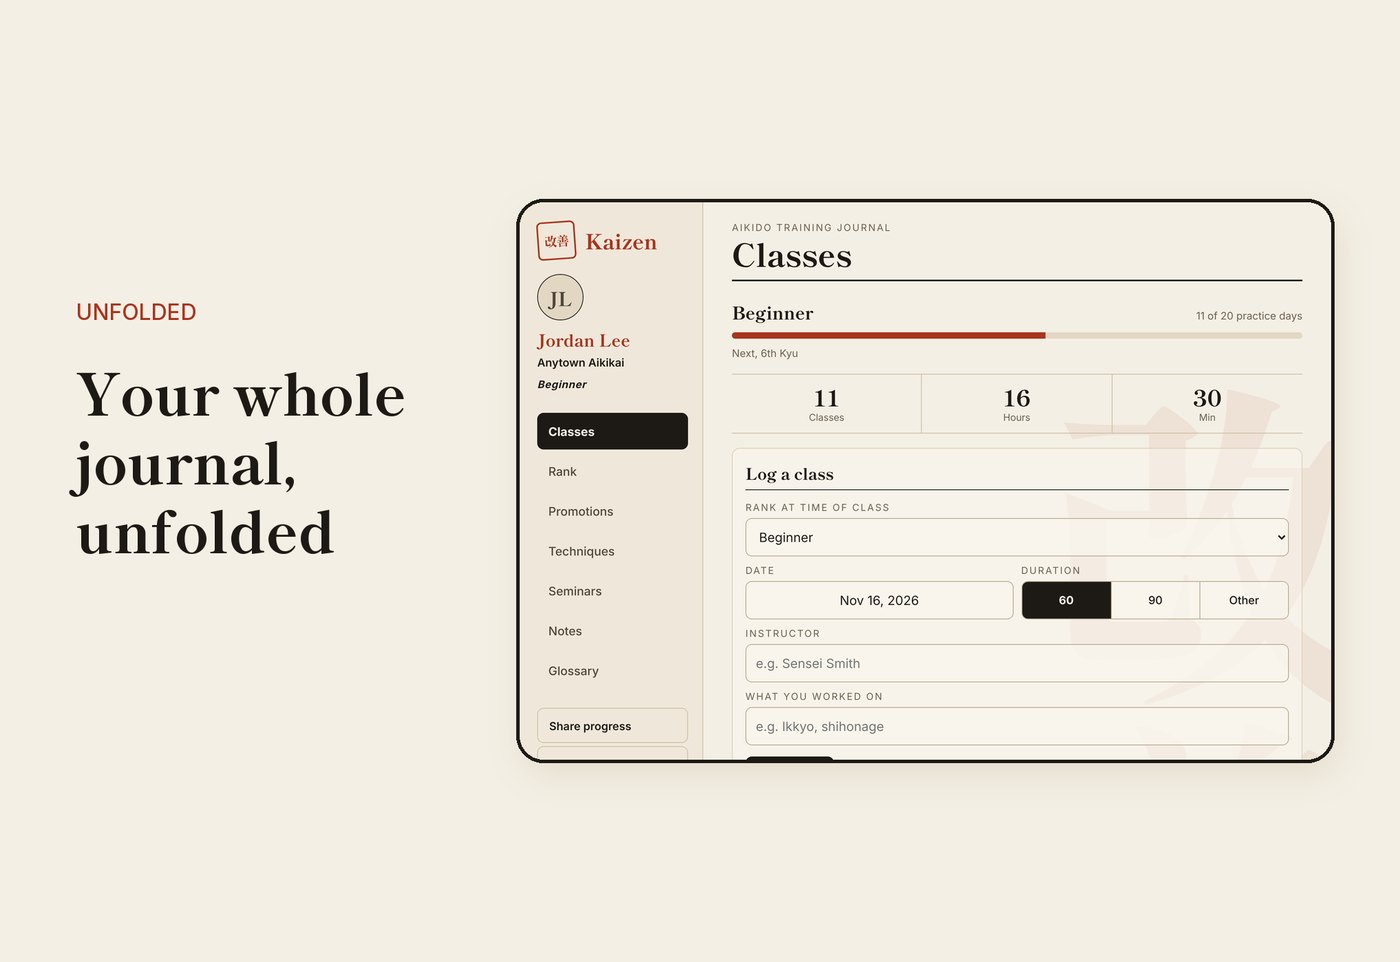 UNFOLDED
Your whole
journal,
unfolded
改善
Kaizen
JL
Jordan Lee
Anytown Aikikai
Beginner
Classes
Rank
Promotions
Techniques
Seminars
Notes
Glossary
Share progress
AIKIDO TRAINING JOURNAL
Classes
Beginner
11 of 20 practice days
Next, 6th Kyu
11
Classes
16
Hours
30
Min
Log a class
RANK AT TIME OF CLASS
Beginner
DATE
DURATION
Nov 16, 2026
60
90
Other
INSTRUCTOR
e.g. Sensei Smith
WHAT YOU WORKED ON
e.g. Ikkyo, shihonage
改